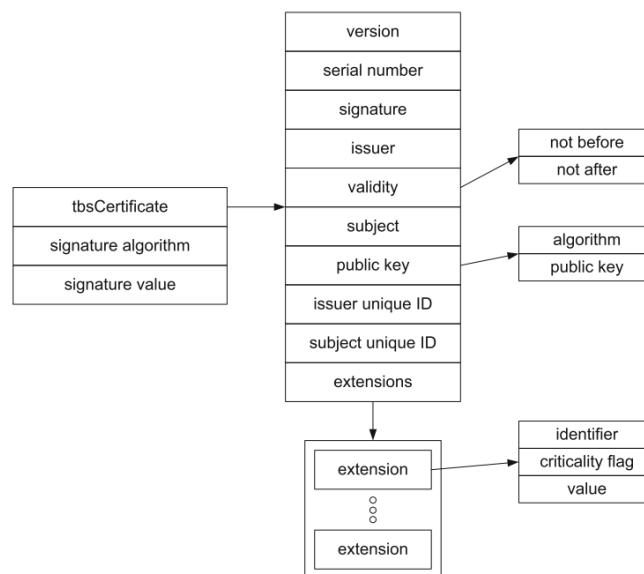 tbsCertificate
signature algorithm
signature value
version
serial number
signature
issuer
validity
subject
public key
issuer unique ID
subject unique ID
extensions
not before
not after
algorithm
public key
extension
extension
identifier
criticality flag
value